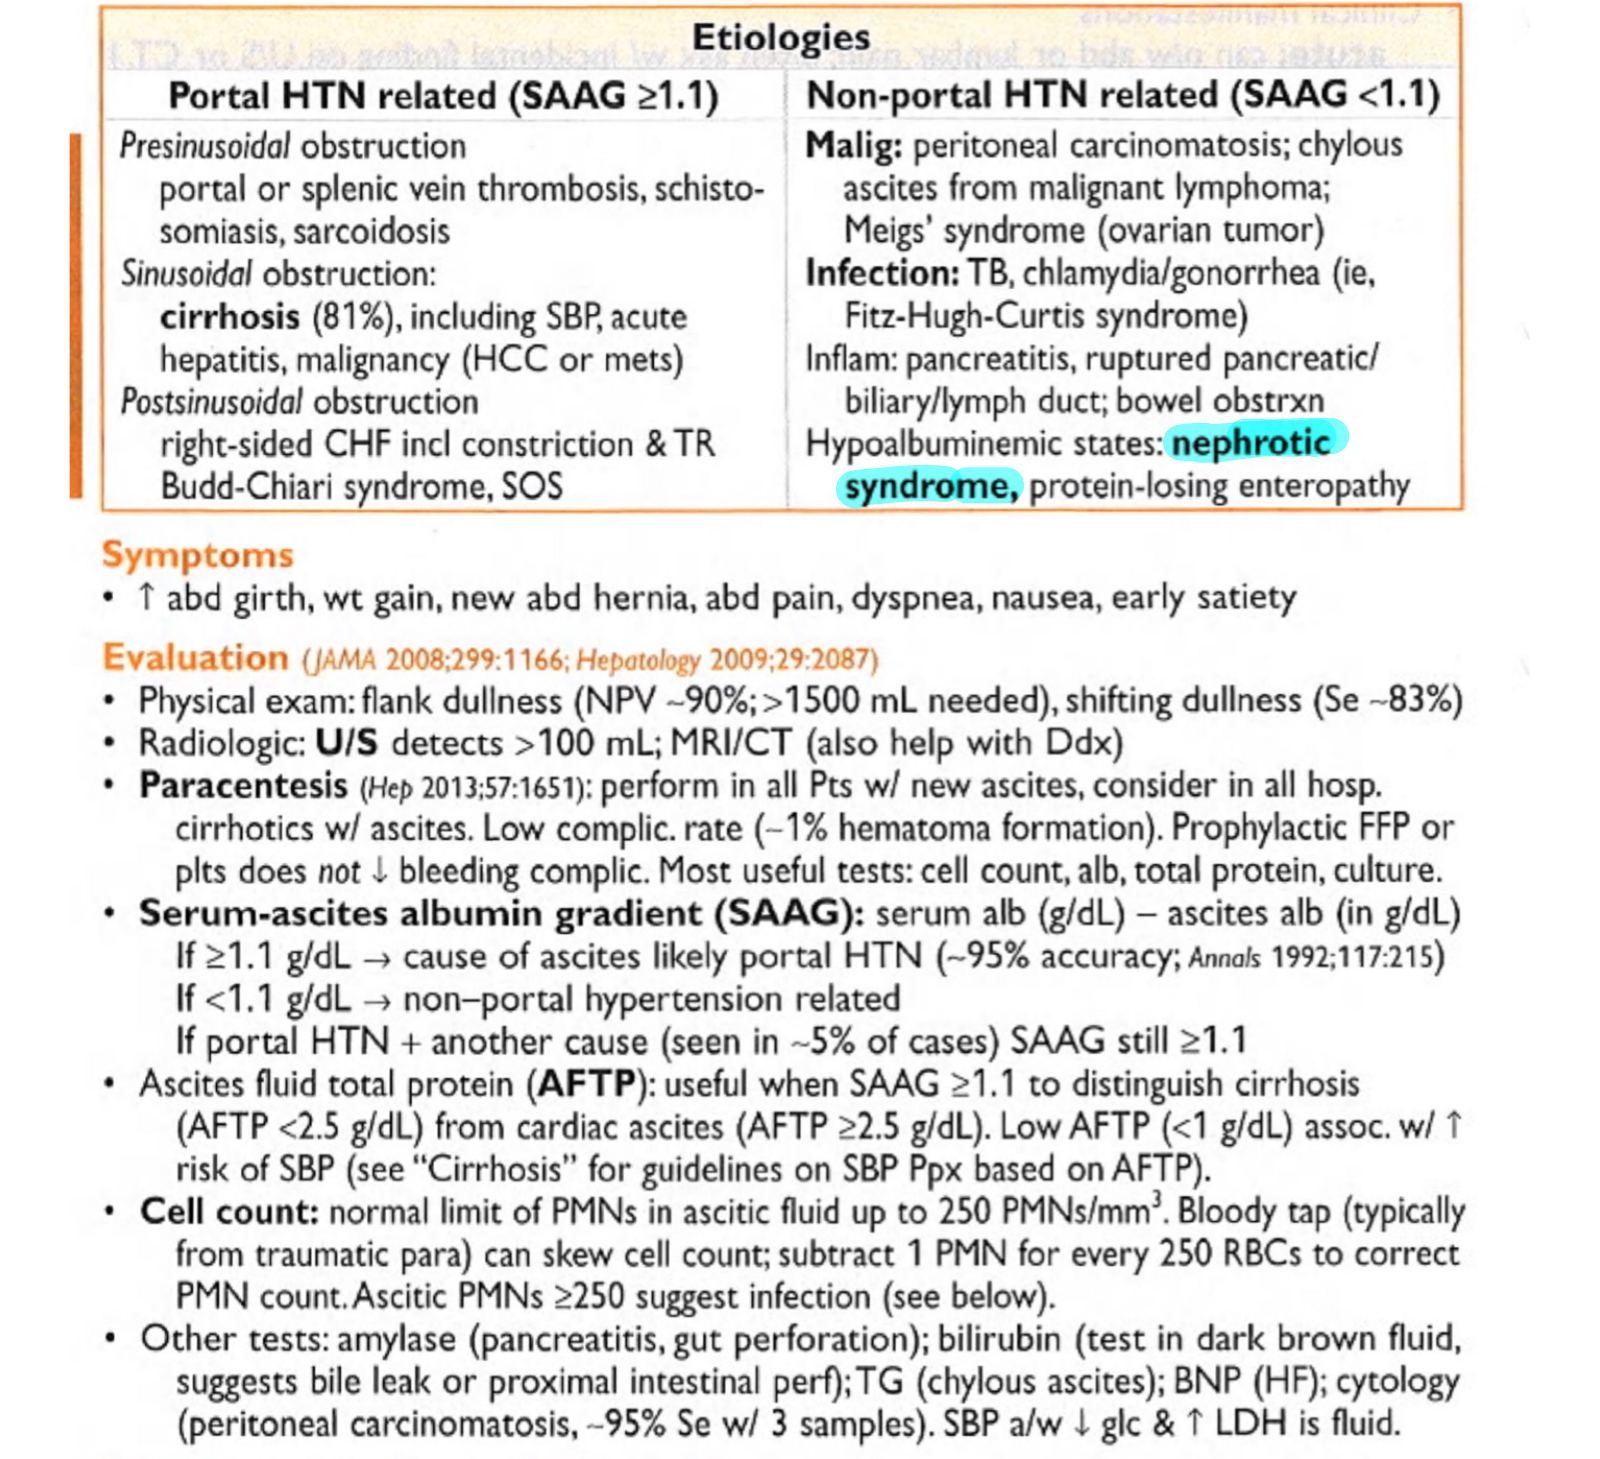 Etiologies
Portal HTN related (SAAG ≥1.1)
Presinusoidal obstruction
portal or splenic vein thrombosis, schisto-
somiasis, sarcoidosis
Sinusoidal obstruction:
cirrhosis (81%), including SBP, acute
hepatitis, malignancy (HCC or mets)
Postsinusoidal obstruction
right-sided CHF incl constriction & TR
Budd-Chiari syndrome, SOS
Non-portal HTN related (SAAG <1.1)
Malig: peritoneal carcinomatosis; chylous
ascites from malignant lymphoma;
Meigs' syndrome (ovarian tumor)
Infection: TB, chlamydia/gonorrhea (ie,
Fitz-Hugh-Curtis syndrome)
Inflam: pancreatitis, ruptured pancreatic/
biliary/lymph duct; bowel obstrxn
Hypoalbuminemic states: nephrotic
syndrome, protein-losing enteropathy
Symptoms
• ↑ abd girth, wt gain, new abd hernia, abd pain, dyspnea, nausea, early satiety
Evaluation (JAMA 2008;299:1166; Hepatology 2009;29:2087)
• Physical exam: flank dullness (NPV ~90%; >1500 mL needed), shifting dullness (Se ~83%)
• Radiologic: U/S detects >100 mL; MRI/CT (also help with Ddx)
• Paracentesis (Hep 2013;57:1651): perform in all Pts w/ new ascites, consider in all hosp.
cirrhotics w/ ascites. Low complic. rate (~1% hematoma formation). Prophylactic FFP or
plts does not ↓ bleeding complic. Most useful tests: cell count, alb, total protein, culture.
• Serum-ascites albumin gradient (SAAG): serum alb (g/dL) – ascites alb (in g/dL)
If ≥1.1 g/dL → cause of ascites likely portal HTN (~95% accuracy; Annals 1992;117:215)
If <1.1 g/dL → non–portal hypertension related
If portal HTN + another cause (seen in ~5% of cases) SAAG still ≥1.1
• Ascites fluid total protein (AFTP): useful when SAAG ≥1.1 to distinguish cirrhosis
(AFTP <2.5 g/dL) from cardiac ascites (AFTP ≥2.5 g/dL). Low AFTP (<1 g/dL) assoc. w/ ↑
risk of SBP (see "Cirrhosis" for guidelines on SBP Ppx based on AFTP).
• Cell count: normal limit of PMNs in ascitic fluid up to 250 PMNs/mm³. Bloody tap (typically
from traumatic para) can skew cell count; subtract 1 PMN for every 250 RBCs to correct
PMN count. Ascitic PMNs ≥250 suggest infection (see below).
• Other tests: amylase (pancreatitis, gut perforation); bilirubin (test in dark brown fluid,
suggests bile leak or proximal intestinal perf); TG (chylous ascites); BNP (HF); cytology
(peritoneal carcinomatosis, ~95% Se w/ 3 samples). SBP a/w ↓ glc & ↑ LDH is fluid.